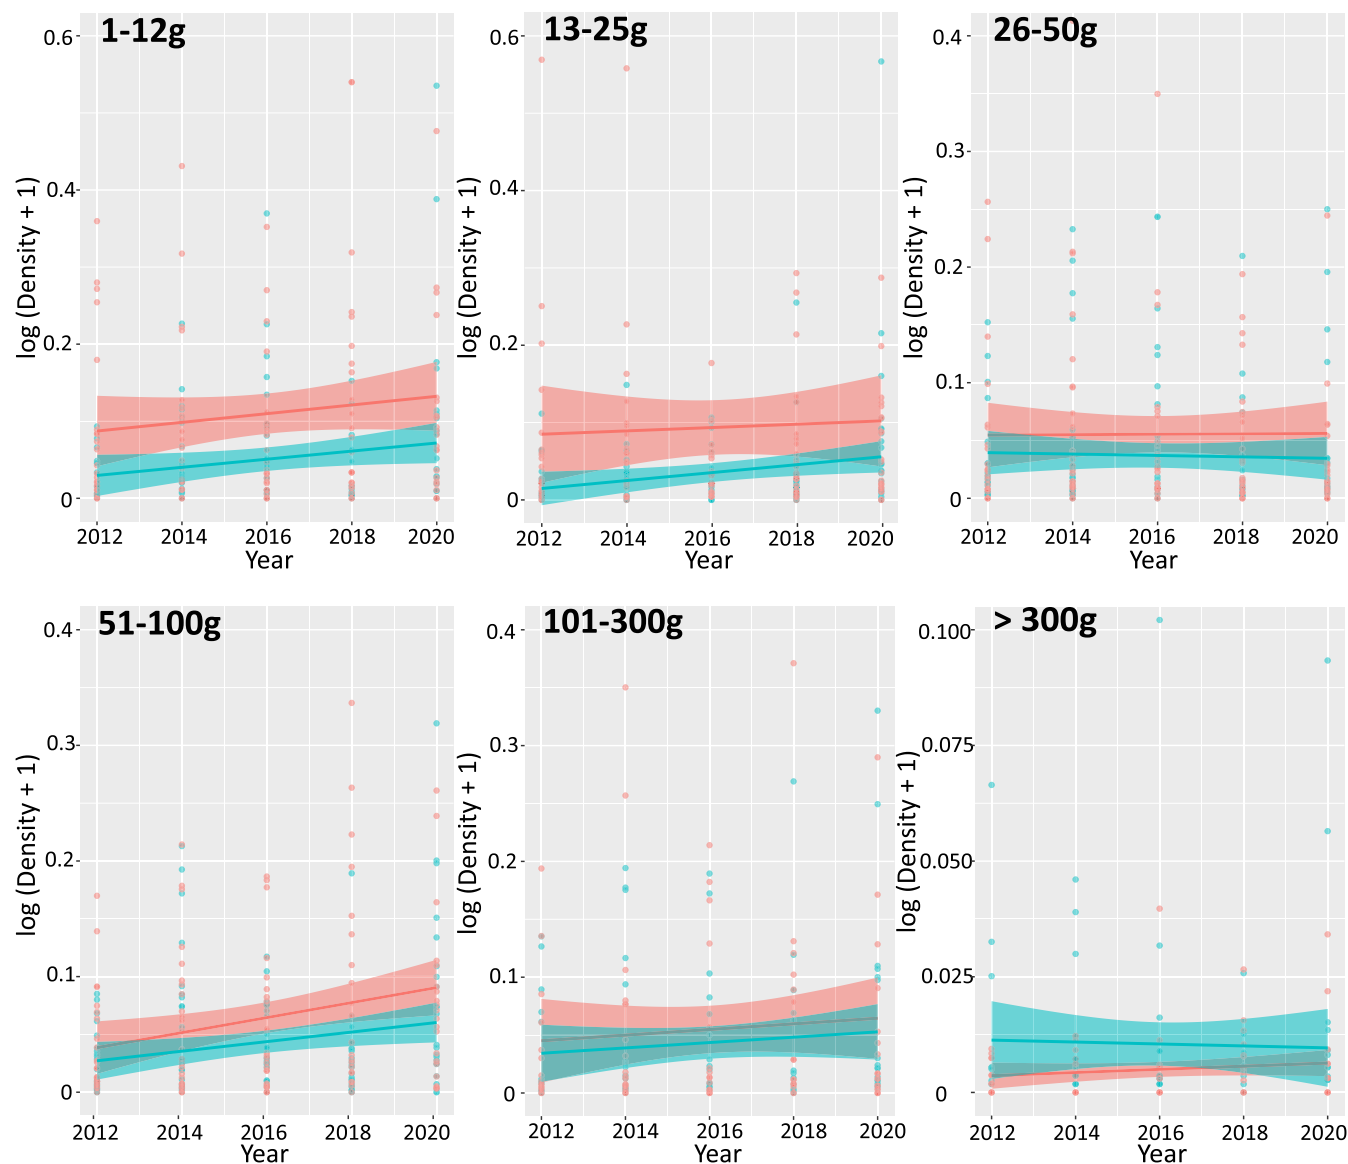 1-12g
0.6
0.4
0.2
0
log (Density + 1)
2012 2014 2016 2018 2020
Year
13-25g
0.6
0.4
0.2
0
log (Density + 1)
2012 2014 2016 2018 2020
Year
26-50g
0.4
0.3
0.2
0.1
0
log (Density + 1)
2012 2014 2016 2018 2020
Year
51-100g
0.4
0.3
0.2
0.1
0
log (Density + 1)
2012 2014 2016 2018 2020
Year
101-300g
0.4
0.3
0.2
0.1
0
log (Density + 1)
2012 2014 2016 2018 2020
Year
> 300g
0.100
0.075
0.050
0.025
0
log (Density + 1)
2012 2014 2016 2018 2020
Year